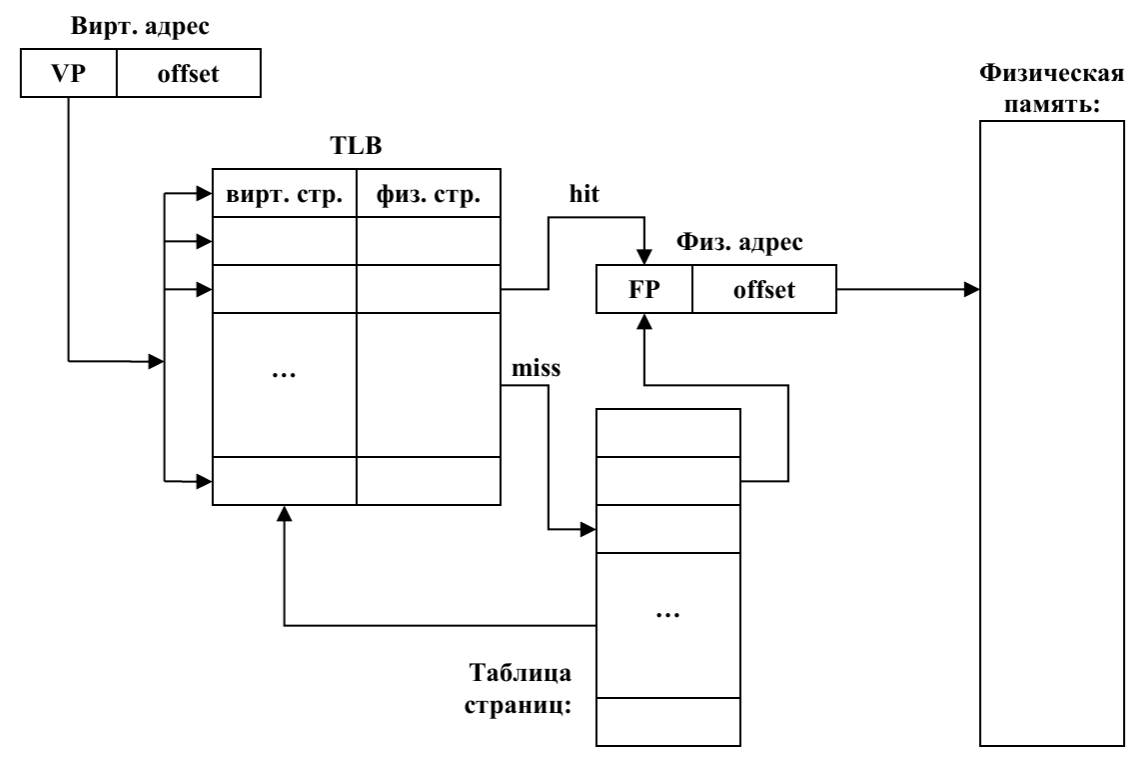 Вирт. адрес
VP
offset
Физическая
память:
TLB
вирт. стр.
физ. стр.
hit
Физ. адрес
FP
offset
miss
…
…
Таблица
страниц: